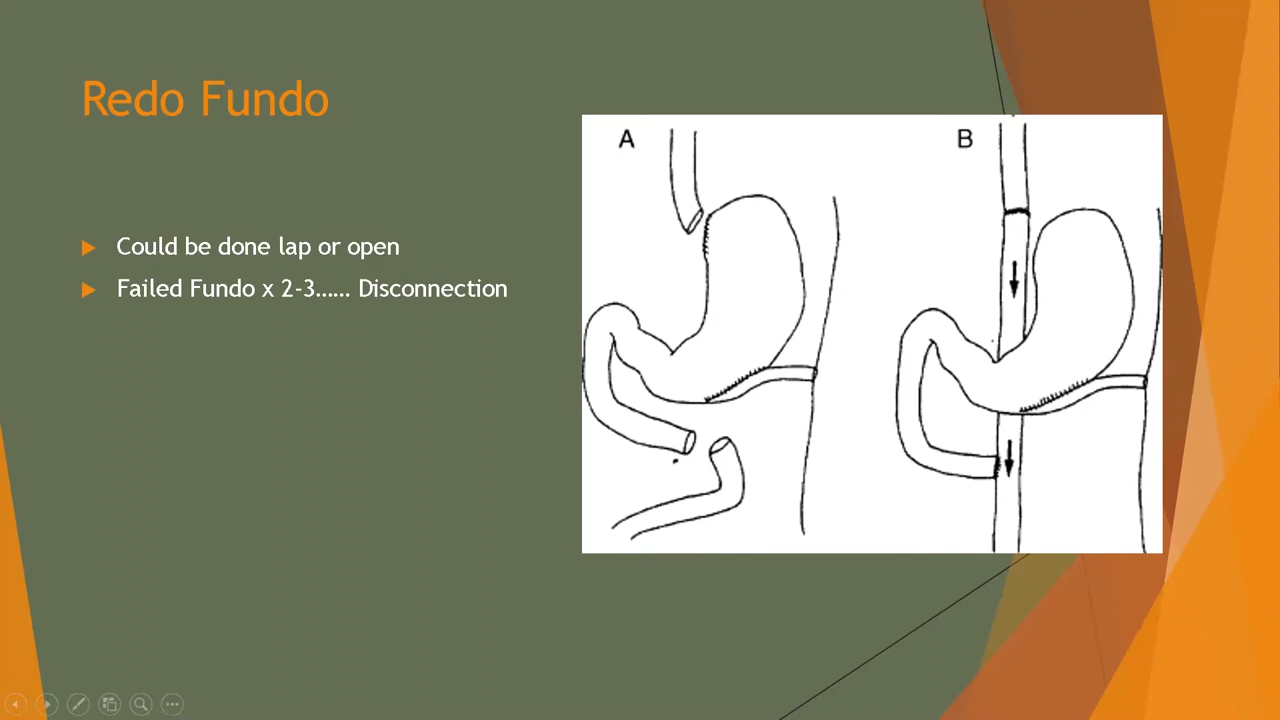 Redo Fundo
Could be done lap or open
Failed Fundo x 2-3...... Disconnection
A
B